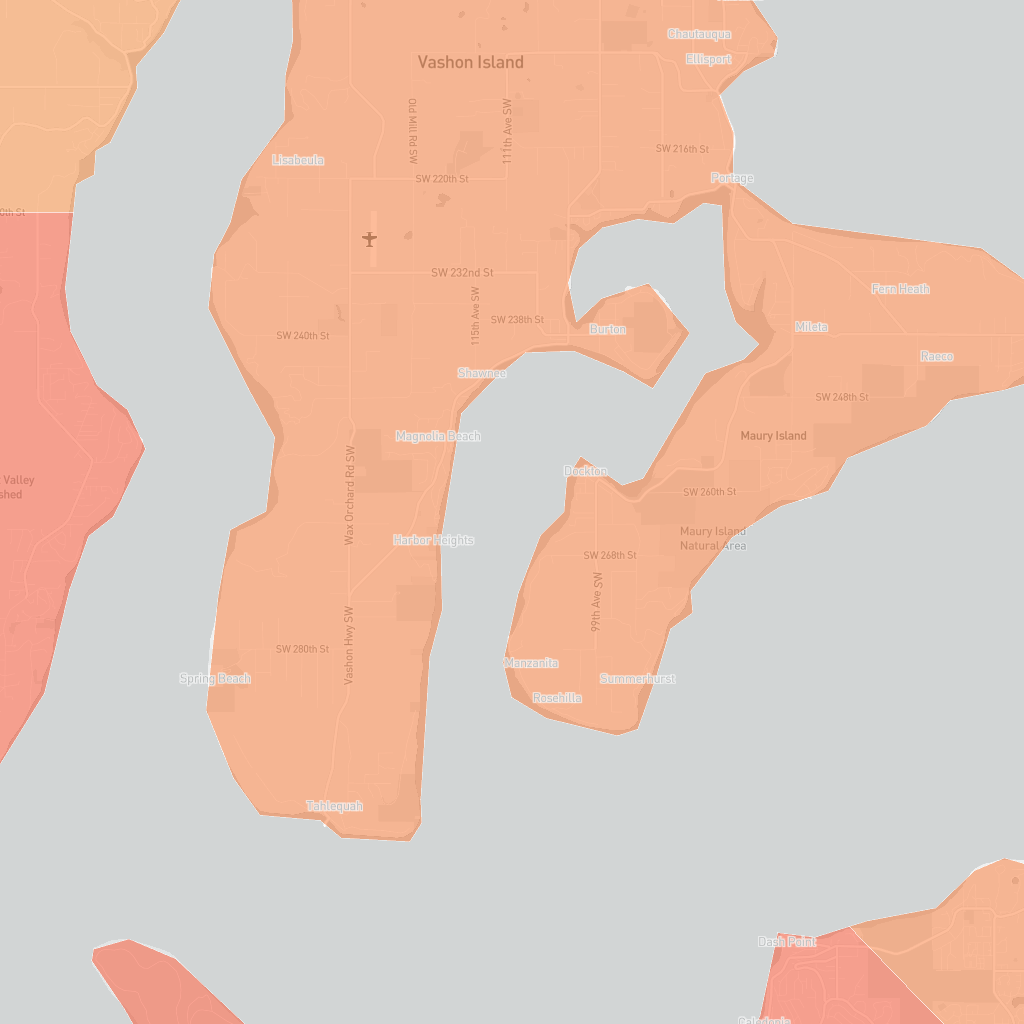 Chautauqua
Vashon Island
Ellisport
Old Mill Rd SW
111th Ave SW
SW 216th St
Lisabeula
SW 220th St
Portage
0th St
SW 232nd St
Fern Heath
115th Ave SW
SW 238th St
Burton
Mileta
SW 240th St
Raeco
Shawnee
SW 248th St
Magnolia Beach
Maury Island
Dockton
Valley
shed
SW 260th St
Wax Orchard Rd SW
Maury Island
Natural Area
Harbor Heights
SW 268th St
99th Ave SW
SW 280th St
Vashon Hwy SW
Manzanita
Spring Beach
Summerhurst
Rosehilla
Tahlequah
Dash Point
Caledonia